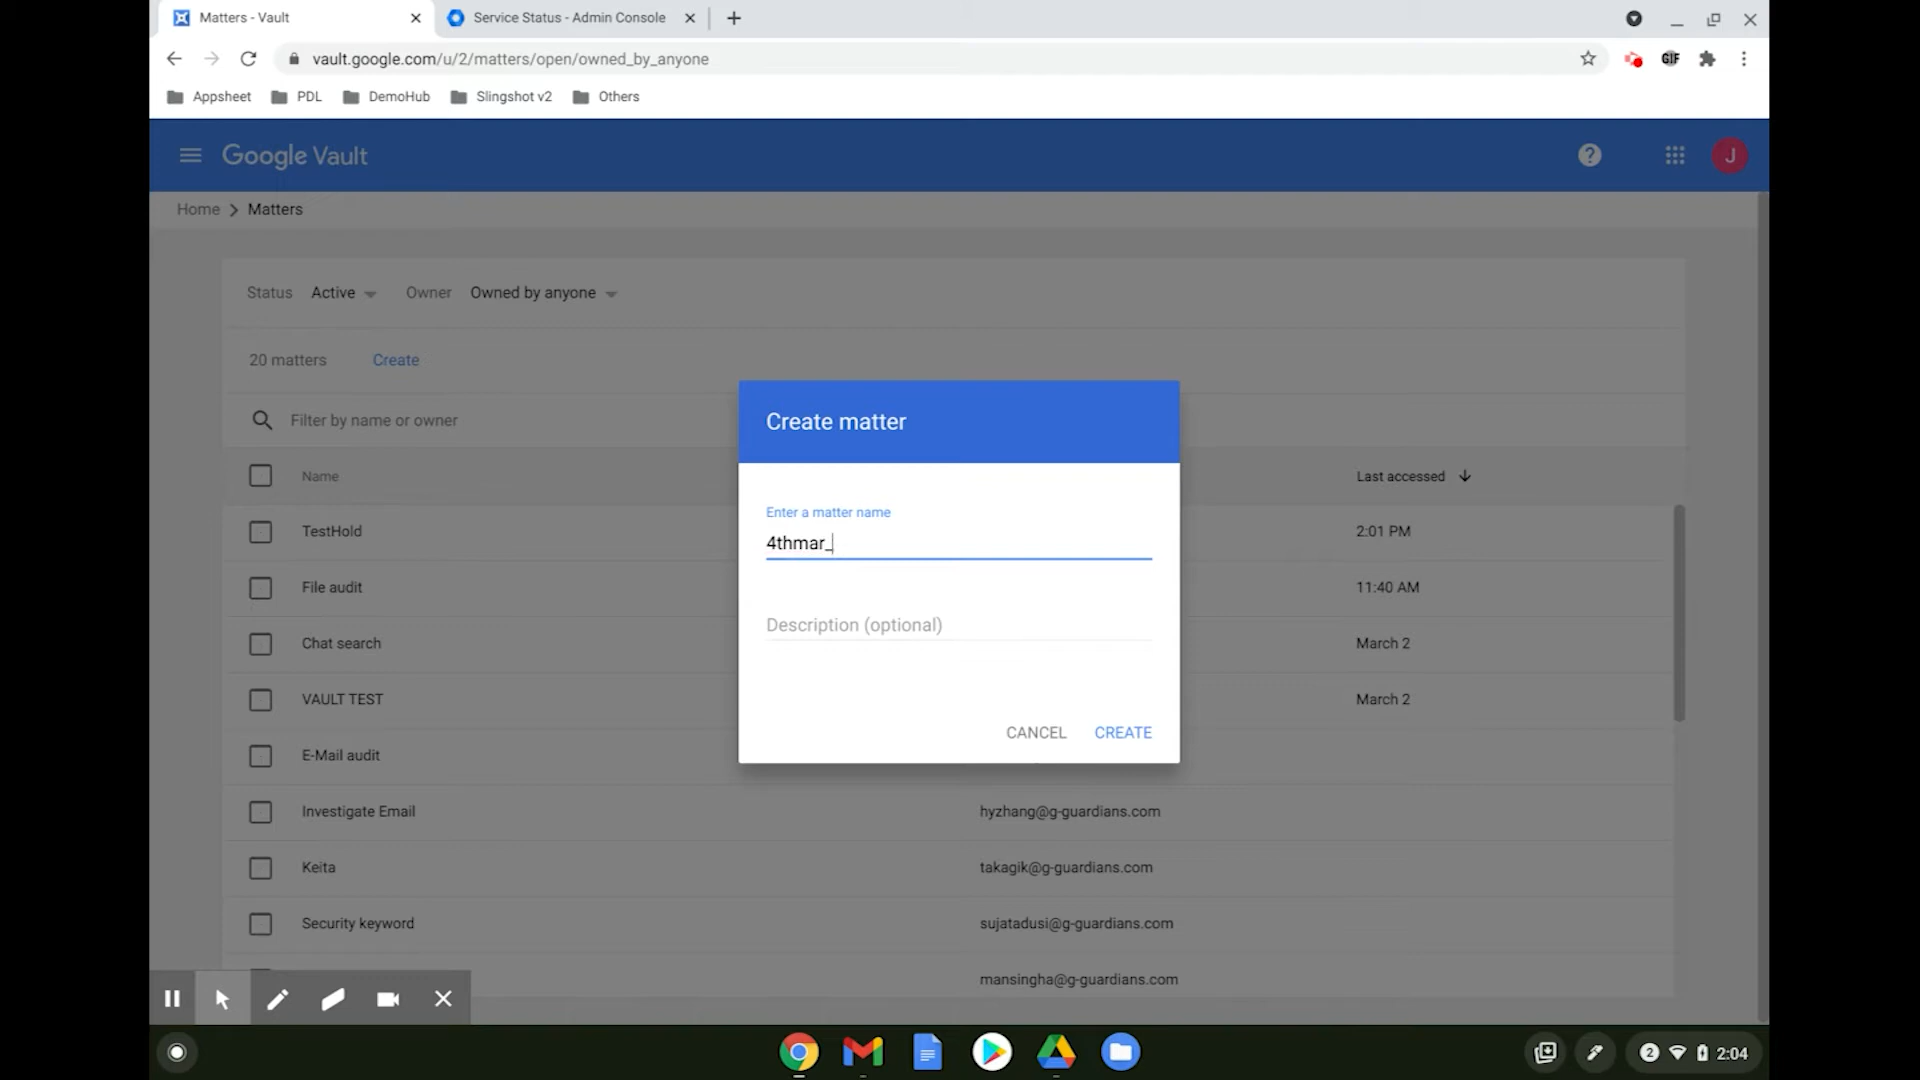 Matters - Vault
Service Status - Admin Console
vault.google.com/u/2/matters/open/owned_by_anyone
GIF
Appsheet PDL DemoHub Slingshot v2 Others
Google Vault
J
Home > Matters
Status Active Owner Owned by anyone
20 matters Create
Filter by name or owner
Name Last accessed
TestHold 2:01 PM
File audit 11:40 AM
Chat search March 2
VAULT TEST March 2
E-Mail audit
Investigate Email hyzhang@g-guardians.com
Keita takagik@g-guardians.com
Security keyword sujatadusi@g-guardians.com
mansingha@g-guardians.com
Create matter
Enter a matter name
4thmar_
Description (optional)
CANCEL CREATE
2 2:04